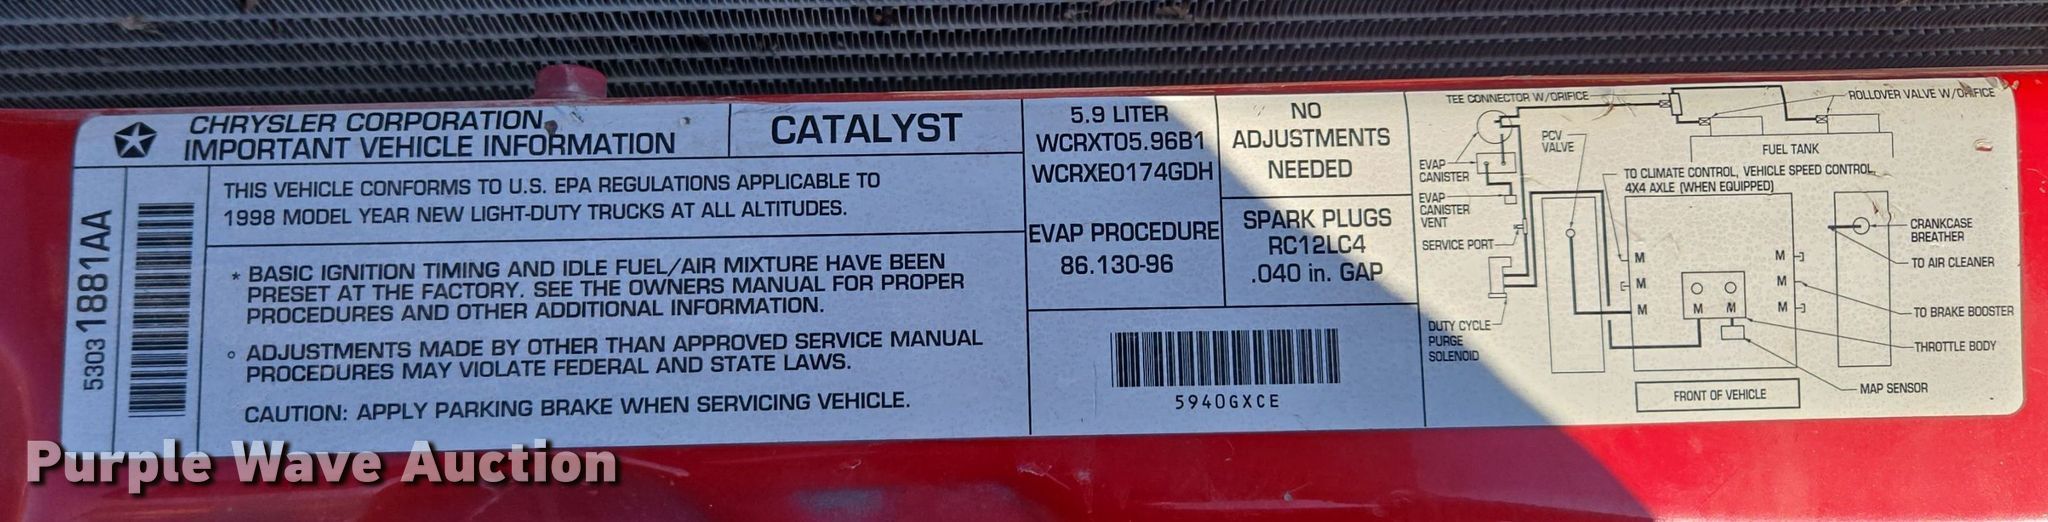 53031881AA
CHRYSLER CORPORATION
IMPORTANT VEHICLE INFORMATION
CATALYST
THIS VEHICLE CONFORMS TO U.S. EPA REGULATIONS APPLICABLE TO
1998 MODEL YEAR NEW LIGHT-DUTY TRUCKS AT ALL ALTITUDES.
* BASIC IGNITION TIMING AND IDLE FUEL/AIR MIXTURE HAVE BEEN
PRESET AT THE FACTORY. SEE THE OWNERS MANUAL FOR PROPER
PROCEDURES AND OTHER ADDITIONAL INFORMATION.
° ADJUSTMENTS MADE BY OTHER THAN APPROVED SERVICE MANUAL
PROCEDURES MAY VIOLATE FEDERAL AND STATE LAWS.
CAUTION: APPLY PARKING BRAKE WHEN SERVICING VEHICLE.
5.9 LITER
WCRXT05.96B1
WCRXE0174GDH
EVAP PROCEDURE
86.130-96
NO
ADJUSTMENTS
NEEDED
SPARK PLUGS
RC12LC4
.040 in. GAP
5940GXCE
TEE CONNECTOR W/ORIFICE
ROLLOVER VALVE W/ORIFICE
PCV
VALVE
FUEL TANK
EVAP
CANISTER
TO CLIMATE CONTROL, VEHICLE SPEED CONTROL,
4X4 AXLE (WHEN EQUIPPED)
EVAP
CANISTER
VENT
SERVICE PORT
CRANKCASE
BREATHER
TO AIR CLEANER
M
M
M
M
M
M
M M
TO BRAKE BOOSTER
DUTY CYCLE
PURGE
SOLENOID
THROTTLE BODY
MAP SENSOR
FRONT OF VEHICLE
Purple Wave Auction